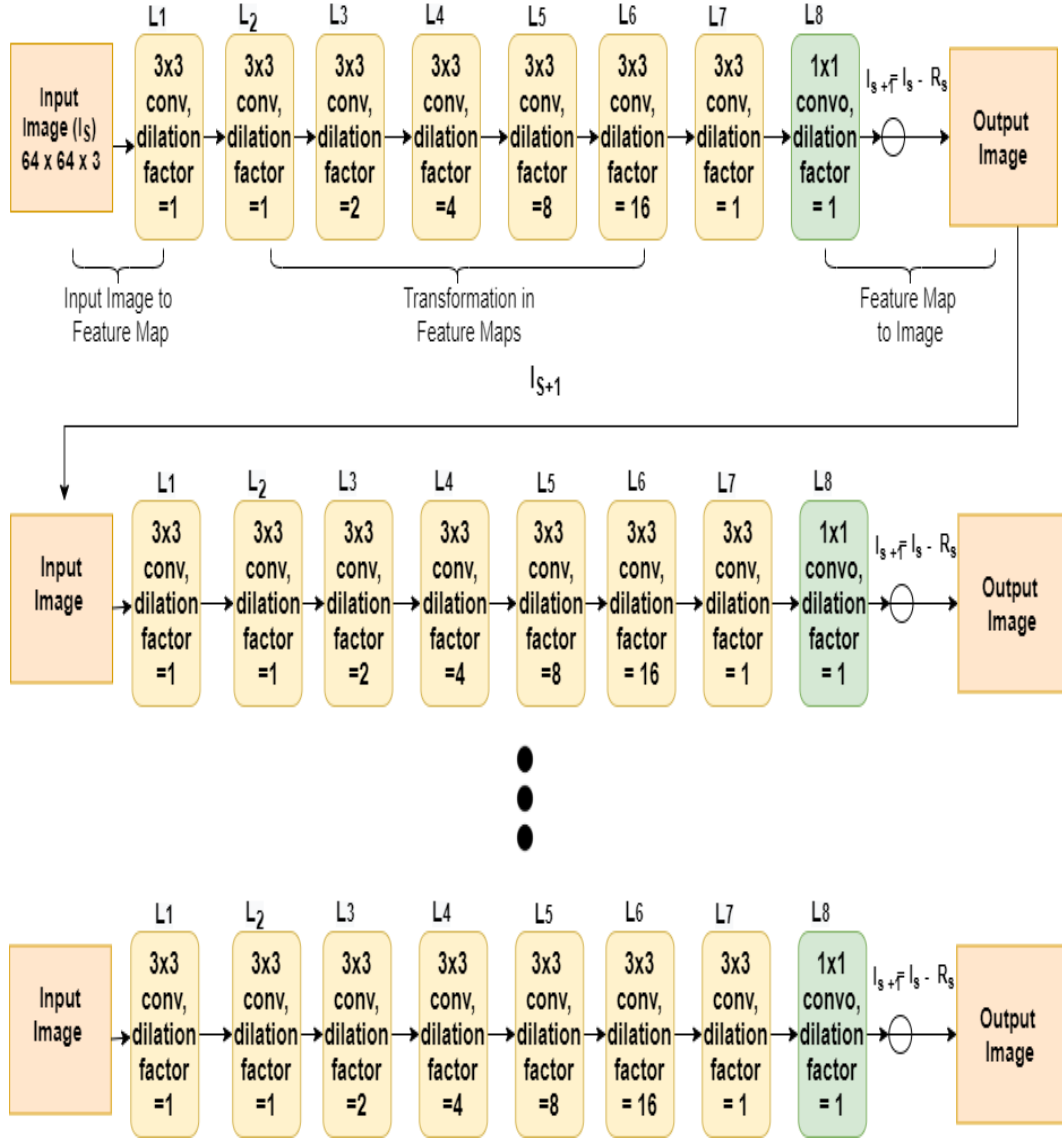 L1 L2 L3 L4 L5 L6 L7 L8
Input
Image (IS)
64 x 64 x 3
3x3
conv,
dilation
factor
=1
3x3
conv,
dilation
factor
=1
3x3
conv,
dilation
factor
=2
3x3
conv,
dilation
factor
=4
3x3
conv,
dilation
factor
=8
3x3
conv,
dilation
factor
= 16
3x3
conv,
dilation
factor
= 1
1x1
convo,
dilation
factor
= 1
Is+1= Is - Rs
Output
Image
Input Image to
Feature Map
Transformation in
Feature Maps
Feature Map
to Image
IS+1
L1 L2 L3 L4 L5 L6 L7 L8
Input
Image
3x3
conv,
dilation
factor
=1
3x3
conv,
dilation
factor
=1
3x3
conv,
dilation
factor
=2
3x3
conv,
dilation
factor
=4
3x3
conv,
dilation
factor
=8
3x3
conv,
dilation
factor
= 16
3x3
conv,
dilation
factor
= 1
1x1
convo,
dilation
factor
= 1
Is+1= Is - Rs
Output
Image
L1 L2 L3 L4 L5 L6 L7 L8
Input
Image
3x3
conv,
dilation
factor
=1
3x3
conv,
dilation
factor
=1
3x3
conv,
dilation
factor
=2
3x3
conv,
dilation
factor
=4
3x3
conv,
dilation
factor
=8
3x3
conv,
dilation
factor
= 16
3x3
conv,
dilation
factor
= 1
1x1
convo,
dilation
factor
= 1
Is+1= Is - Rs
Output
Image